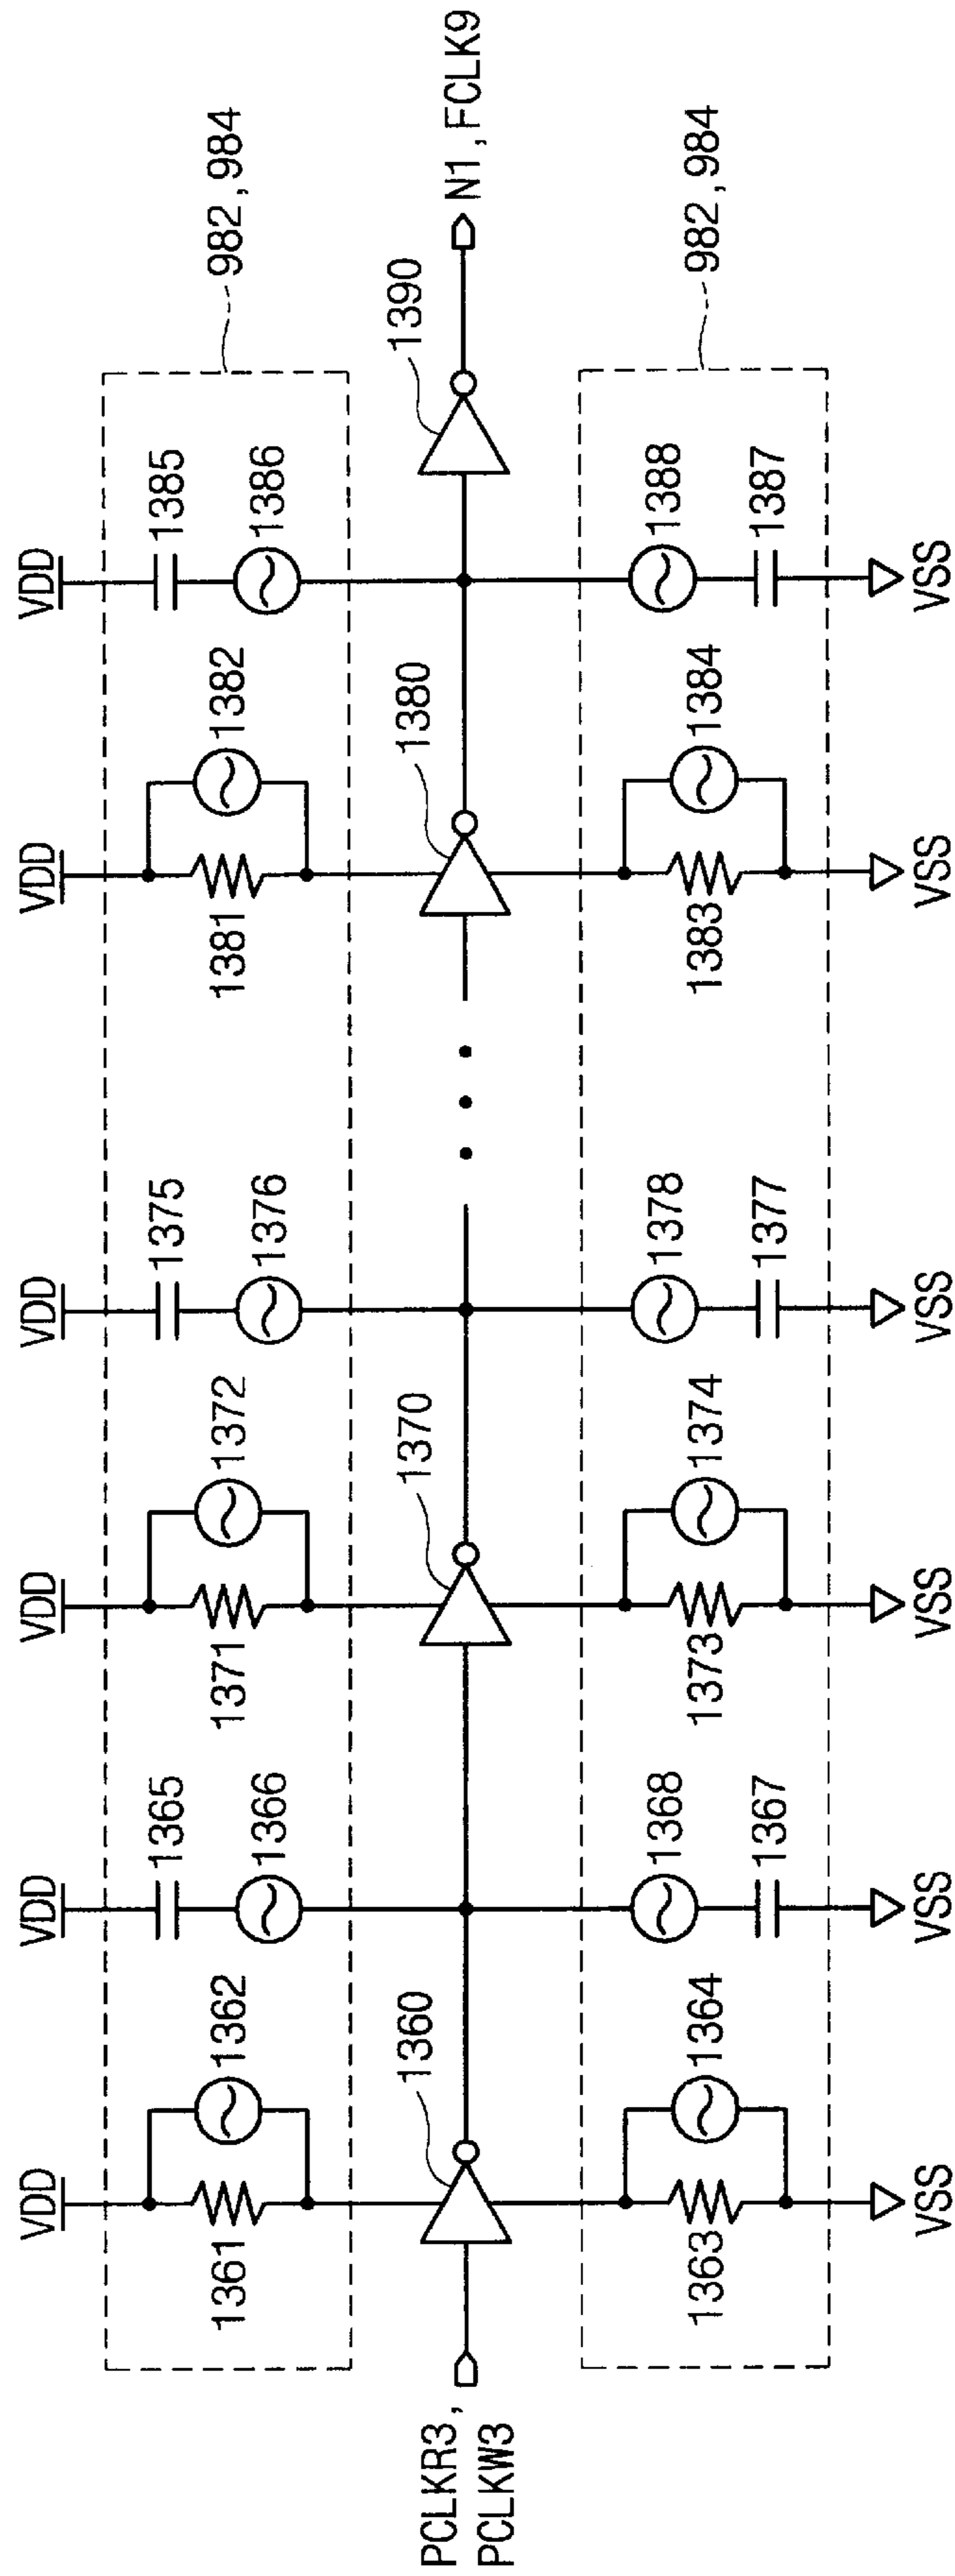 VDD
VDD
VDD
VDD
VDD
VDD
982,984
1361
1362
1365
1366
1371
1372
1375
1376
1381
1382
1385
1386
PCLKR3,
PCLKW3
1360
1370
1380
1390
N1,FCLK9
982,984
1363
1364
1368
1367
1373
1374
1378
1377
1383
1384
1388
1387
VSS
VSS
VSS
VSS
VSS
VSS